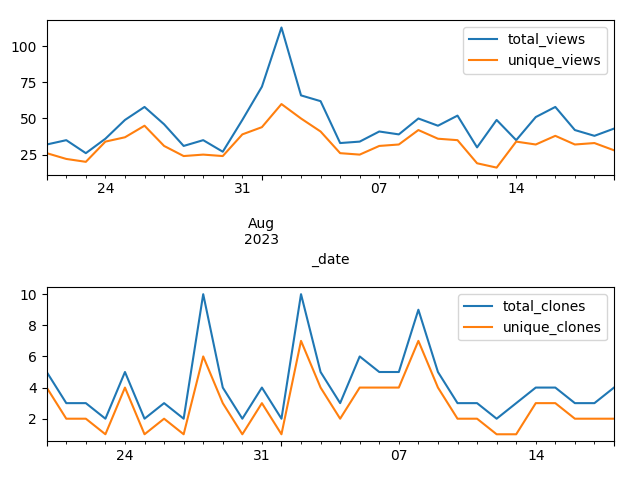 100
75
50
25
total_views
unique_views
24 31 07 14
Aug
2023
_date
10
8
6
4
2
total_clones
unique_clones
24 31 07 14